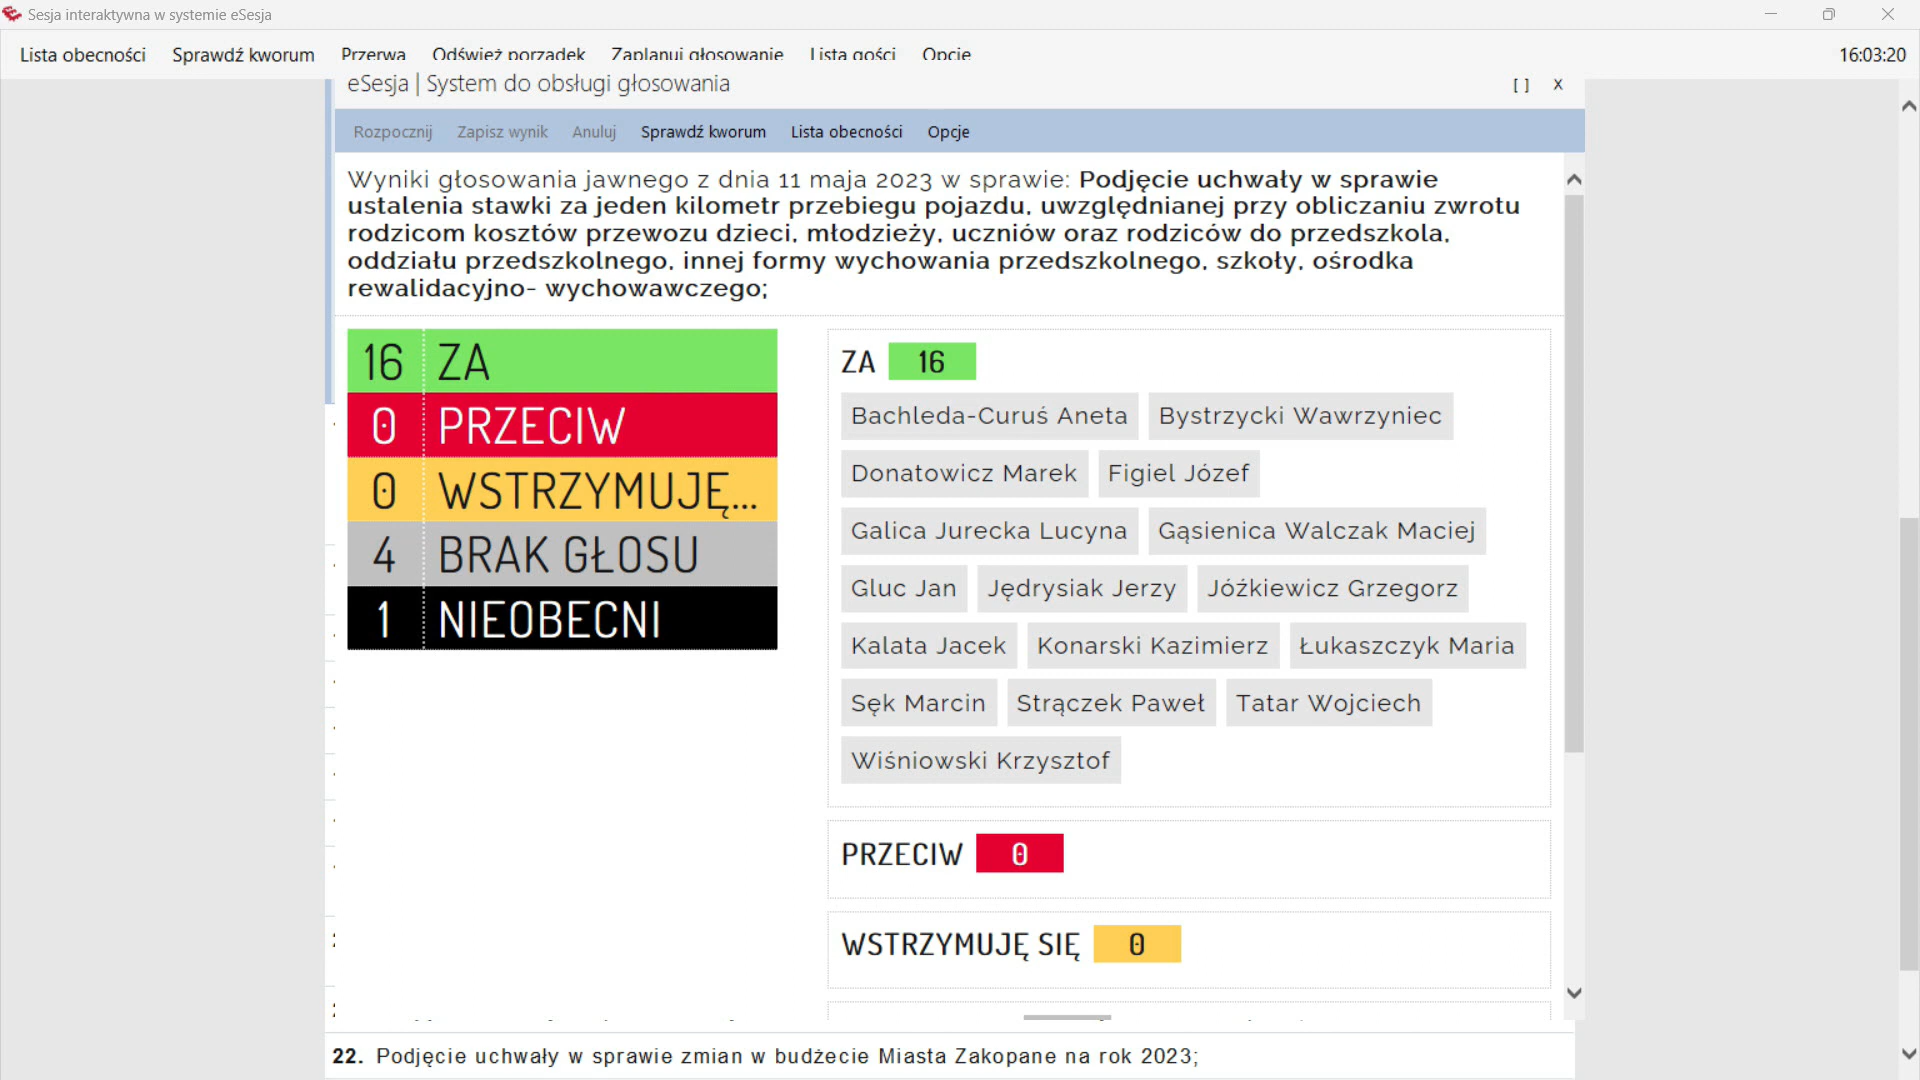 Sesja interaktywna w systemie eSesja
Lista obecności Sprawdź kworum Przerwa Odśwież porządek Zaplanuj głosowanie Lista gości Opcje 16:03:20
eSesja | System do obsługi głosowania [ ] X
Rozpocznij Zapisz wynik Anuluj Sprawdź kworum Lista obecności Opcje
Wyniki głosowania jawnego z dnia 11 maja 2023 w sprawie: Podjęcie uchwały w sprawie
ustalenia stawki za jeden kilometr przebiegu pojazdu, uwzględnianej przy obliczaniu zwrotu
rodzicom kosztów przewozu dzieci, młodzieży, uczniów oraz rodziców do przedszkola,
oddziału przedszkolnego, innej formy wychowania przedszkolnego, szkoły, ośrodka
rewalidacyjno- wychowawczego;
16 ZA
0 PRZECIW
0 WSTRZYMUJĘ...
4 BRAK GŁOSU
1 NIEOBECNI
ZA 16
Bachleda-Curuś Aneta Bystrzycki Wawrzyniec
Donatowicz Marek Figiel Józef
Galica Jurecka Lucyna Gąsienica Walczak Maciej
Gluc Jan Jędrysiak Jerzy Jóźkiewicz Grzegorz
Kalata Jacek Konarski Kazimierz Łukaszczyk Maria
Sęk Marcin Strączek Paweł Tatar Wojciech
Wiśniowski Krzysztof
PRZECIW 0
WSTRZYMUJĘ SIĘ 0
22. Podjęcie uchwały w sprawie zmian w budżecie Miasta Zakopane na rok 2023;